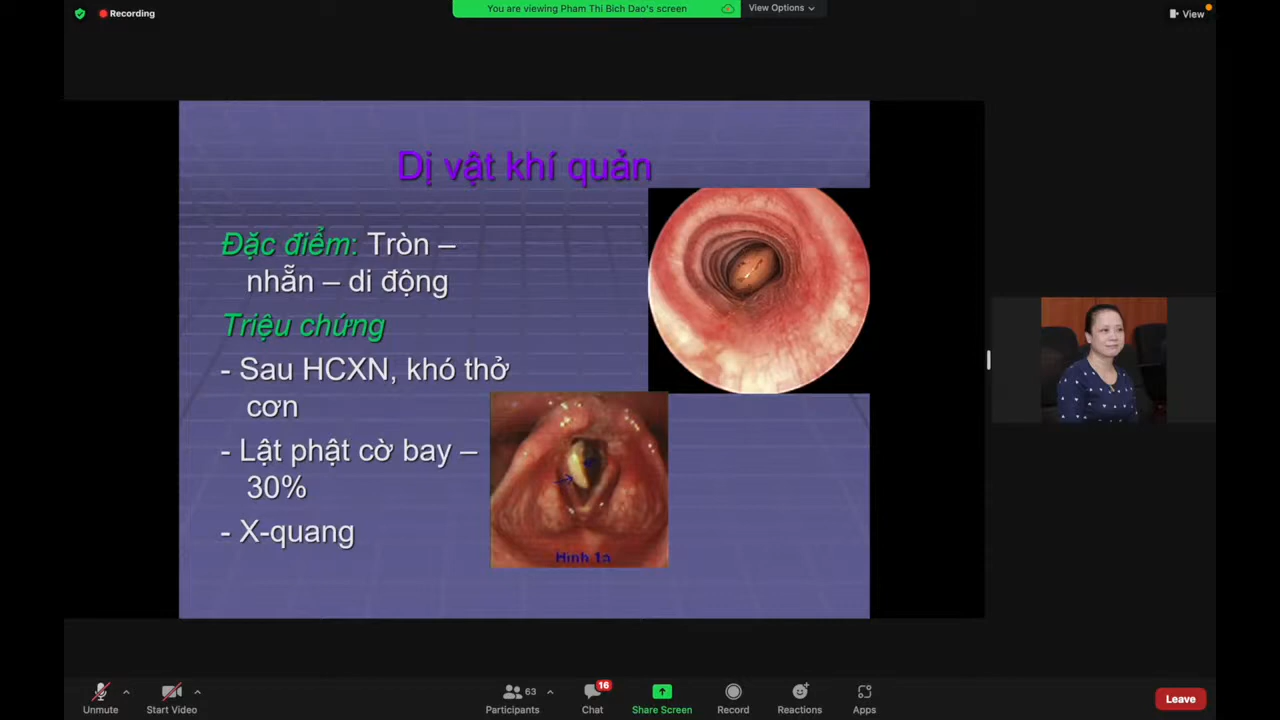 Recording
You are viewing Pham Thi Bich Dao's screen
View Options
View
Dị vật khí quản
Đặc điểm: Tròn –
nhẵn – di động
Triệu chứng
- Sau HCXN, khó thở
cơn
- Lật phật cờ bay –
30%
- X-quang
Hình 1a
Unmute
Start Video
63
Participants
16
Chat
Share Screen
Record
Reactions
Apps
Leave